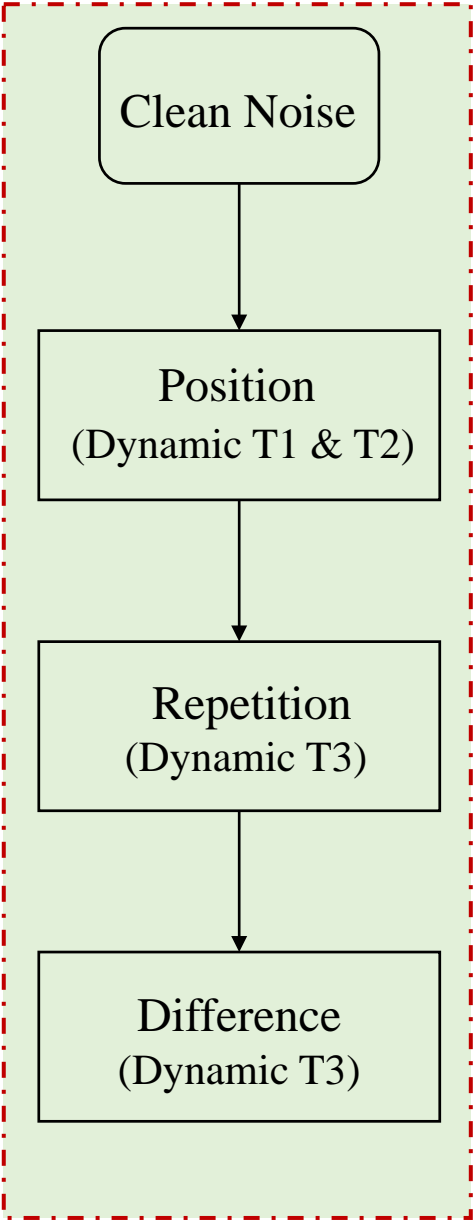 Clean Noise
Position
(Dynamic T1 & T2)
Repetition
(Dynamic T3)
Difference
(Dynamic T3)